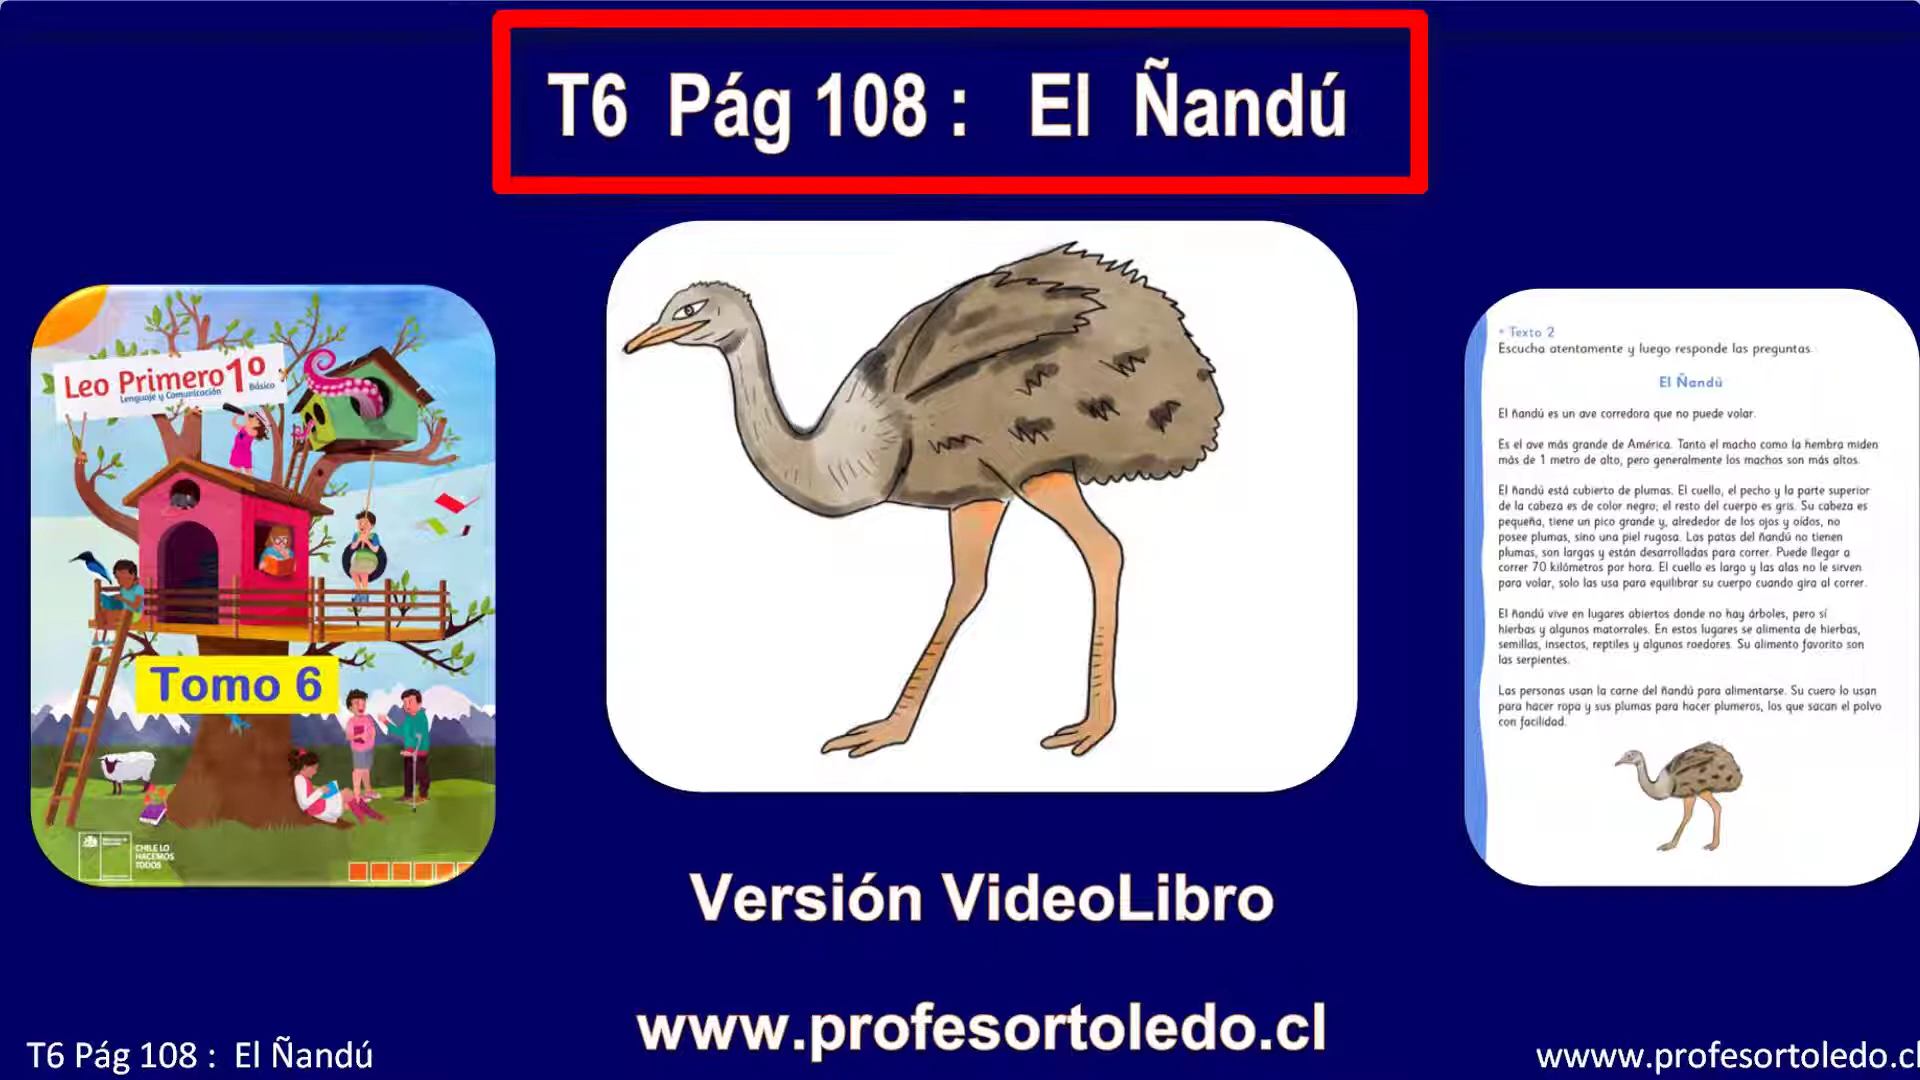 T6 Pág 108 : El Ñandú
Leo Primero 1º
Básico
Lenguaje y Comunicación
Tomo 6
CHILE LO
HACEMOS
TODOS
• Texto 2
Escucha atentamente y luego responde las preguntas.
El Ñandú
El ñandú es un ave corredora que no puede volar.
Es el ave más grande de América. Tanto el macho como la hembra miden
más de 1 metro de alto, pero generalmente los machos son más altos.
El ñandú está cubierto de plumas. El cuello, el pecho y la parte superior
de la cabeza es de color negro; el resto del cuerpo es gris. Su cabeza es
pequeña, tiene un pico grande y, alrededor de los ojos y oídos, no
posee plumas, sino una piel rugosa. Las patas del ñandú no tienen
plumas, son largas y están desarrolladas para correr. Puede llegar a
correr 70 kilómetros por hora. El cuello es largo y las alas no le sirven
para volar, solo las usa para equilibrar su cuerpo cuando gira al correr.
El ñandú vive en lugares abiertos donde no hay árboles, pero sí
hierbas y algunos matorrales. En estos lugares se alimenta de hierbas,
semillas, insectos, reptiles y algunos roedores. Su alimento favorito son
las serpientes.
Las personas usan la carne del ñandú para alimentarse. Su cuero lo usan
para hacer ropa y sus plumas para hacer plumeros, los que sacan el polvo
con facilidad.
Versión VideoLibro
www.profesortoledo.cl
T6 Pág 108 : El Ñandú
wwww.profesortoledo.cl